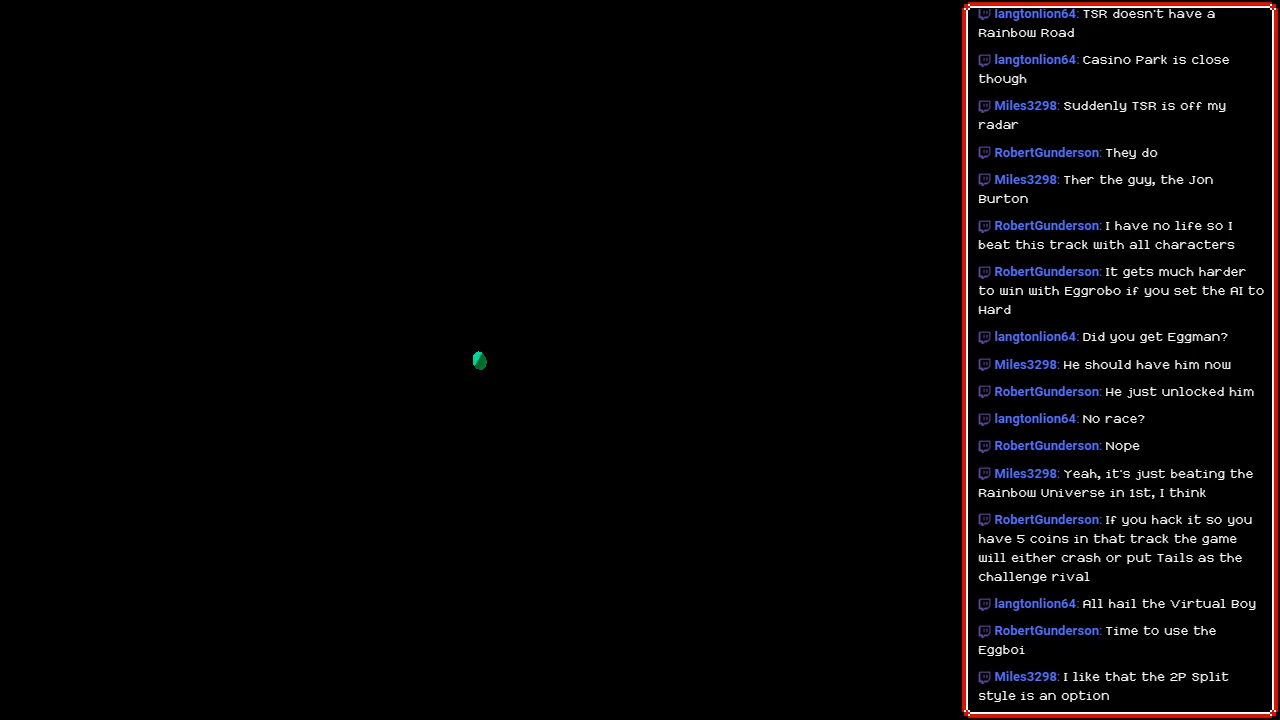 langtonlion64: TSR doesn't have a
Rainbow Road
langtonlion64: Casino Park is close
though
Miles3298: Suddenly TSR is off my
radar
RobertGunderson: They do
Miles3298: Ther the guy, the Jon
Burton
RobertGunderson: I have no life so I
beat this track with all characters
RobertGunderson: It gets much harder
to win with Eggrobo if you set the AI to
Hard
langtonlion64: Did you get Eggman?
Miles3298: He should have him now
RobertGunderson: He just unlocked him
langtonlion64: No race?
RobertGunderson: Nope
Miles3298: Yeah, it's just beating the
Rainbow Universe in 1st, I think
RobertGunderson: If you hack it so you
have 5 coins in that track the game
will either crash or put Tails as the
challenge rival
langtonlion64: All hail the Virtual Boy
RobertGunderson: Time to use the
Eggboi
Miles3298: I like that the 2P Split
style is an option